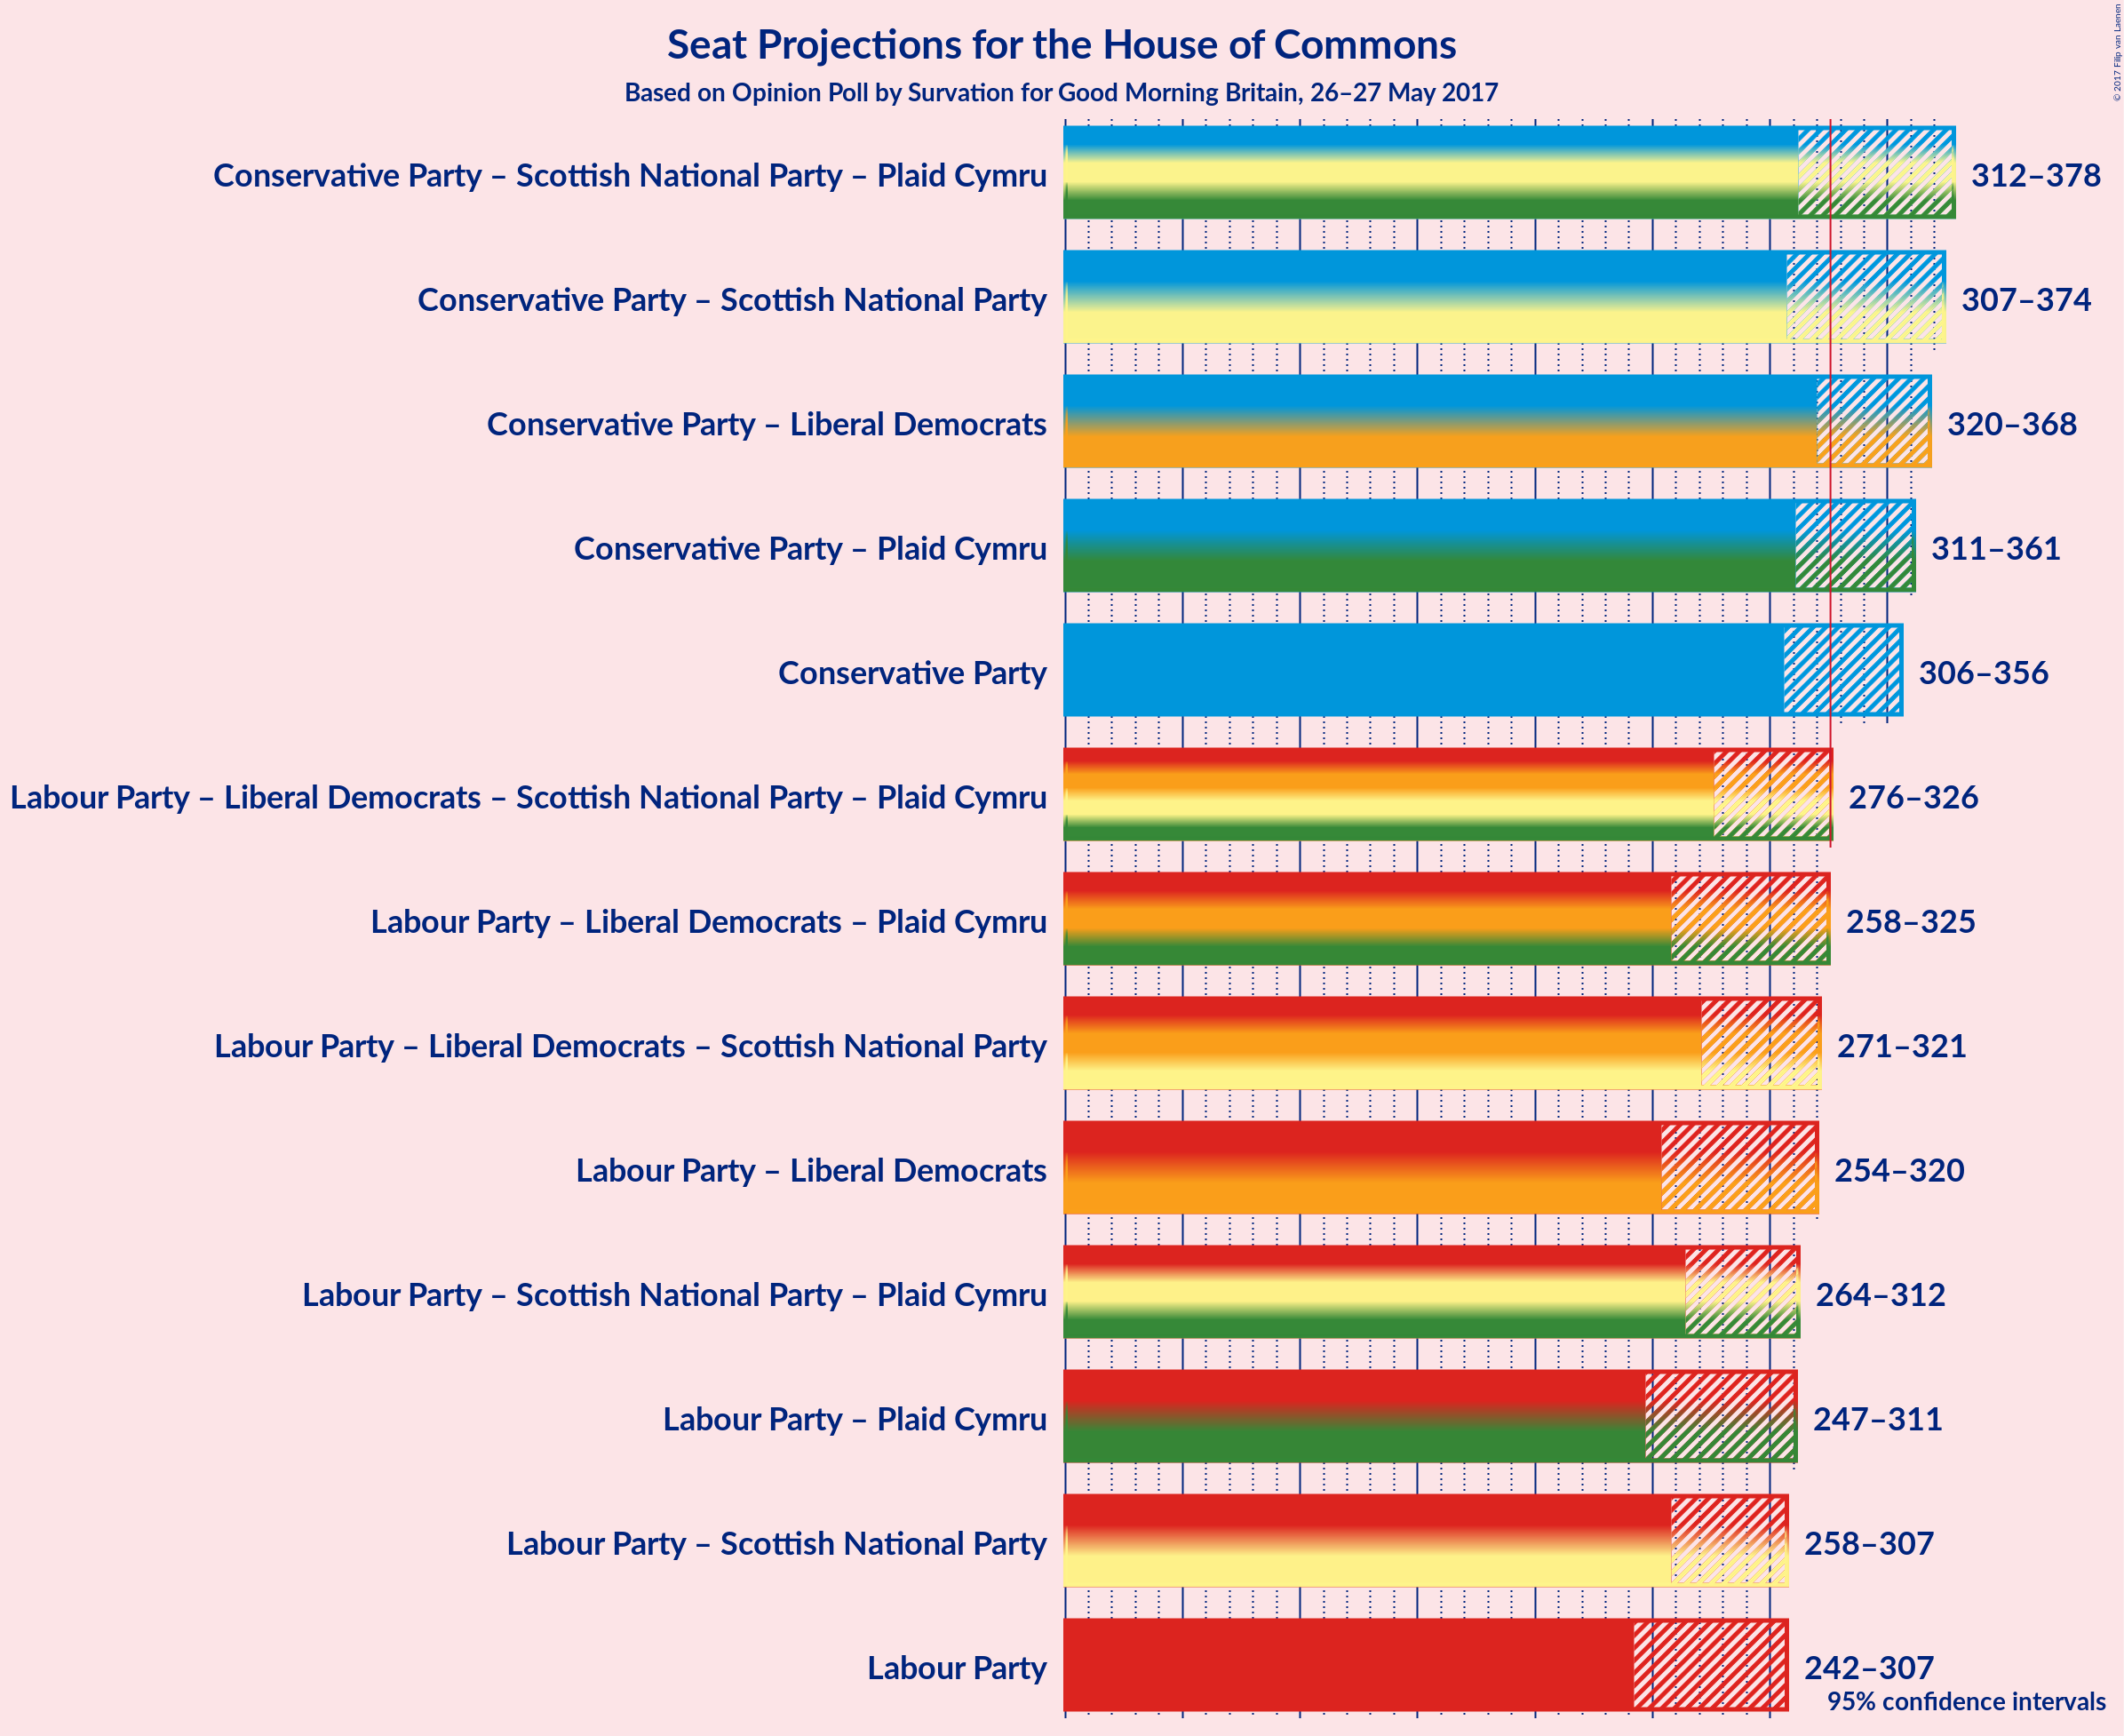 Seat Projections for the House of Commons
Based on Opinion Poll by Survation for Good Morning Britain, 26–27 May 2017
© 2017 Filip van Laenen
Conservative Party – Scottish National Party – Plaid Cymru 312–378
Conservative Party – Scottish National Party 307–374
Conservative Party – Liberal Democrats 320–368
Conservative Party – Plaid Cymru 311–361
Conservative Party 306–356
Labour Party – Liberal Democrats – Scottish National Party – Plaid Cymru 276–326
Labour Party – Liberal Democrats – Plaid Cymru 258–325
Labour Party – Liberal Democrats – Scottish National Party 271–321
Labour Party – Liberal Democrats 254–320
Labour Party – Scottish National Party – Plaid Cymru 264–312
Labour Party – Plaid Cymru 247–311
Labour Party – Scottish National Party 258–307
Labour Party 242–307
95% confidence intervals